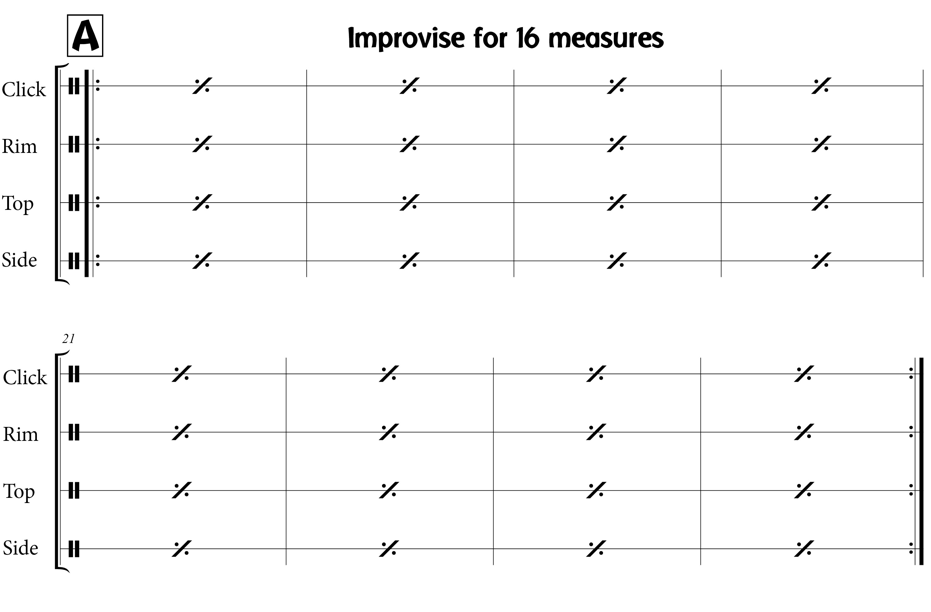 A
Improvise for 16 measures
Click
Rim
Top
Side
21
Click
Rim
Top
Side